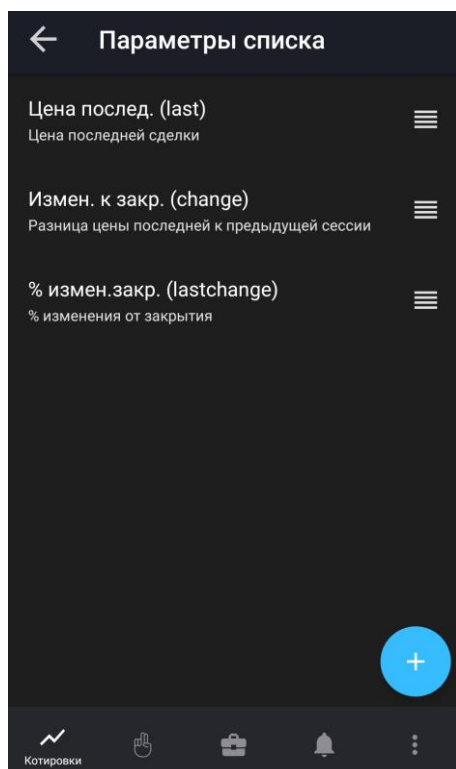 Параметры списка
Цена послед. (last)
Цена последней сделки
Измен. к закр. (change)
Разница цены последней к предыдущей сессии
% измен.закр. (lastchange)
% изменения от закрытия
Котировки